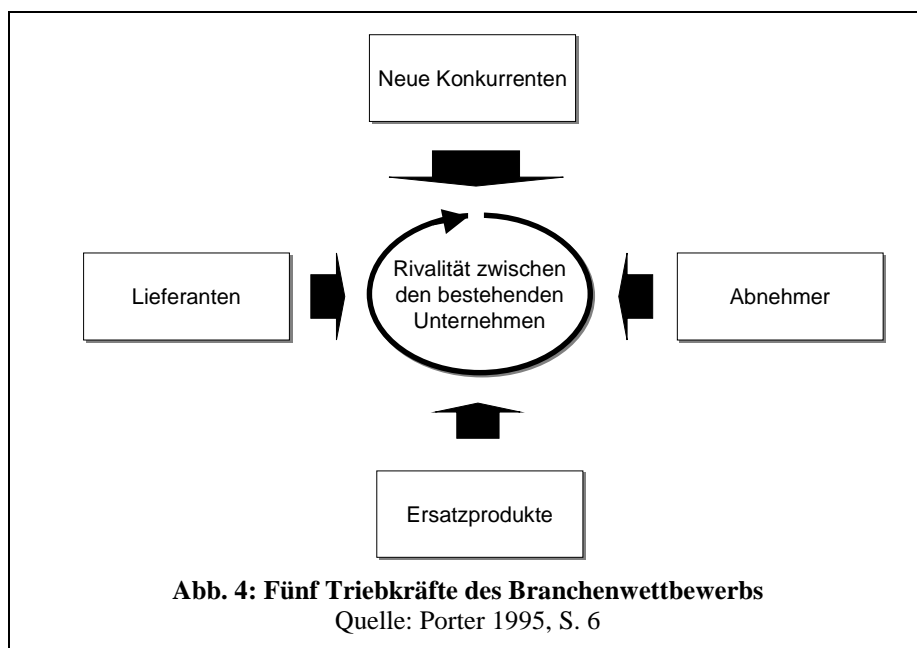 Neue Konkurrenten
Lieferanten
Rivalität zwischen
den bestehenden
Unternehmen
Abnehmer
Ersatzprodukte
Abb. 4: Fünf Triebkräfte des Branchenwettbewerbs
Quelle: Porter 1995, S. 6